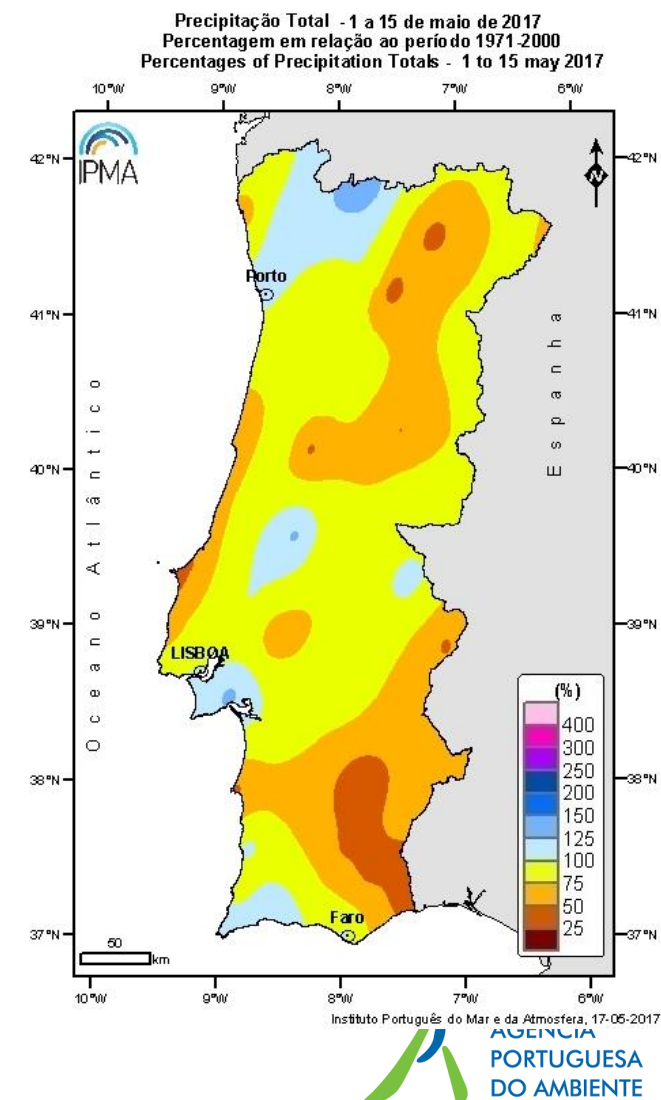 Precipitação Total - 1 a 15 de maio de 2017
Percentagem em relação ao período 1971-2000
Percentages of Precipitation Totals - 1 to 15 may 2017
10°W 9°W 8°W 7°W 6°W
IPMA
N
42°N 42°N
Porto
41°N 41°N
Espanha
Oceano Atlântico
40°N 40°N
39°N 39°N
LISBOA
(%)
400
300
250
200
150
125
100
75
50
25
38°N 38°N
Faro
37°N 37°N
50
km
10°W 9°W 8°W 7°W 6°W
Instituto Português do Mar e da Atmosfera, 17-05-2017
AGÊNCIA
PORTUGUESA
DO AMBIENTE